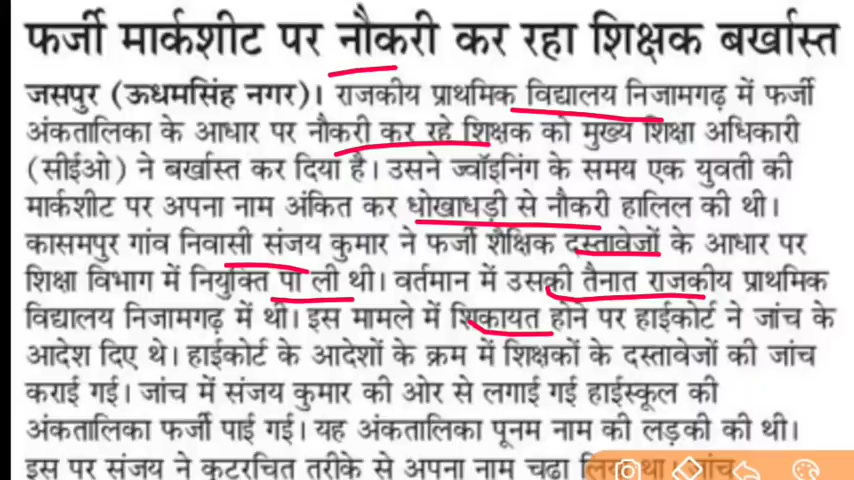 फर्जी मार्कशीट पर नौकरी कर रहा शिक्षक बर्खास्त
जसपुर (ऊधमसिंह नगर)। राजकीय प्राथमिक विद्यालय निजामगढ़ में फर्जी
अंकतालिका के आधार पर नौकरी कर रहे शिक्षक को मुख्य शिक्षा अधिकारी
(सीईओ) ने बर्खास्त कर दिया है। उसने ज्वॉइनिंग के समय एक युवती की
मार्कशीट पर अपना नाम अंकित कर धोखाधड़ी से नौकरी हालिल की थी।
कासमपुर गांव निवासी संजय कुमार ने फर्जी शैक्षिक दस्तावेजों के आधार पर
शिक्षा विभाग में नियुक्ति पा ली थी। वर्तमान में उसकी तैनात राजकीय प्राथमिक
विद्यालय निजामगढ़ में थी। इस मामले में शिकायत होने पर हाईकोर्ट ने जांच के
आदेश दिए थे। हाईकोर्ट के आदेशों के क्रम में शिक्षकों के दस्तावेजों की जांच
कराई गई। जांच में संजय कुमार की ओर से लगाई गई हाईस्कूल की
अंकतालिका फर्जी पाई गई। यह अंकतालिका पूनम नाम की लड़की की थी।
इस पर संजय ने कूटरचित तरीके से अपना नाम चढ़ा था। जांच